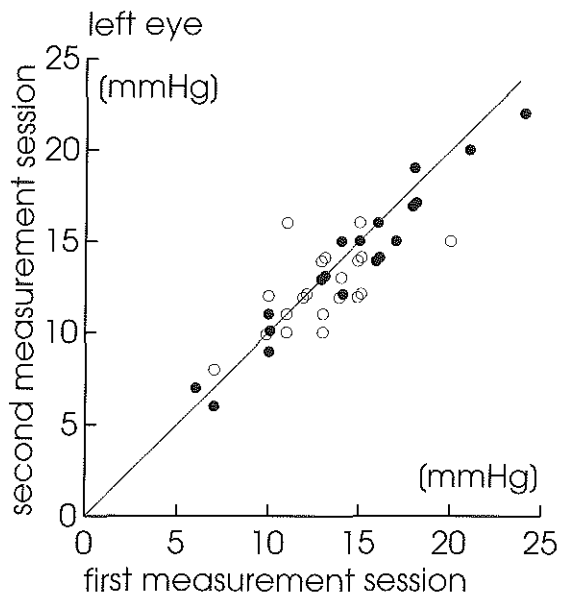 left eye
25
(mmHg)
20
15
10
5
0
second measurement session
(mmHg)
0 5 10 15 20 25
first measurement session